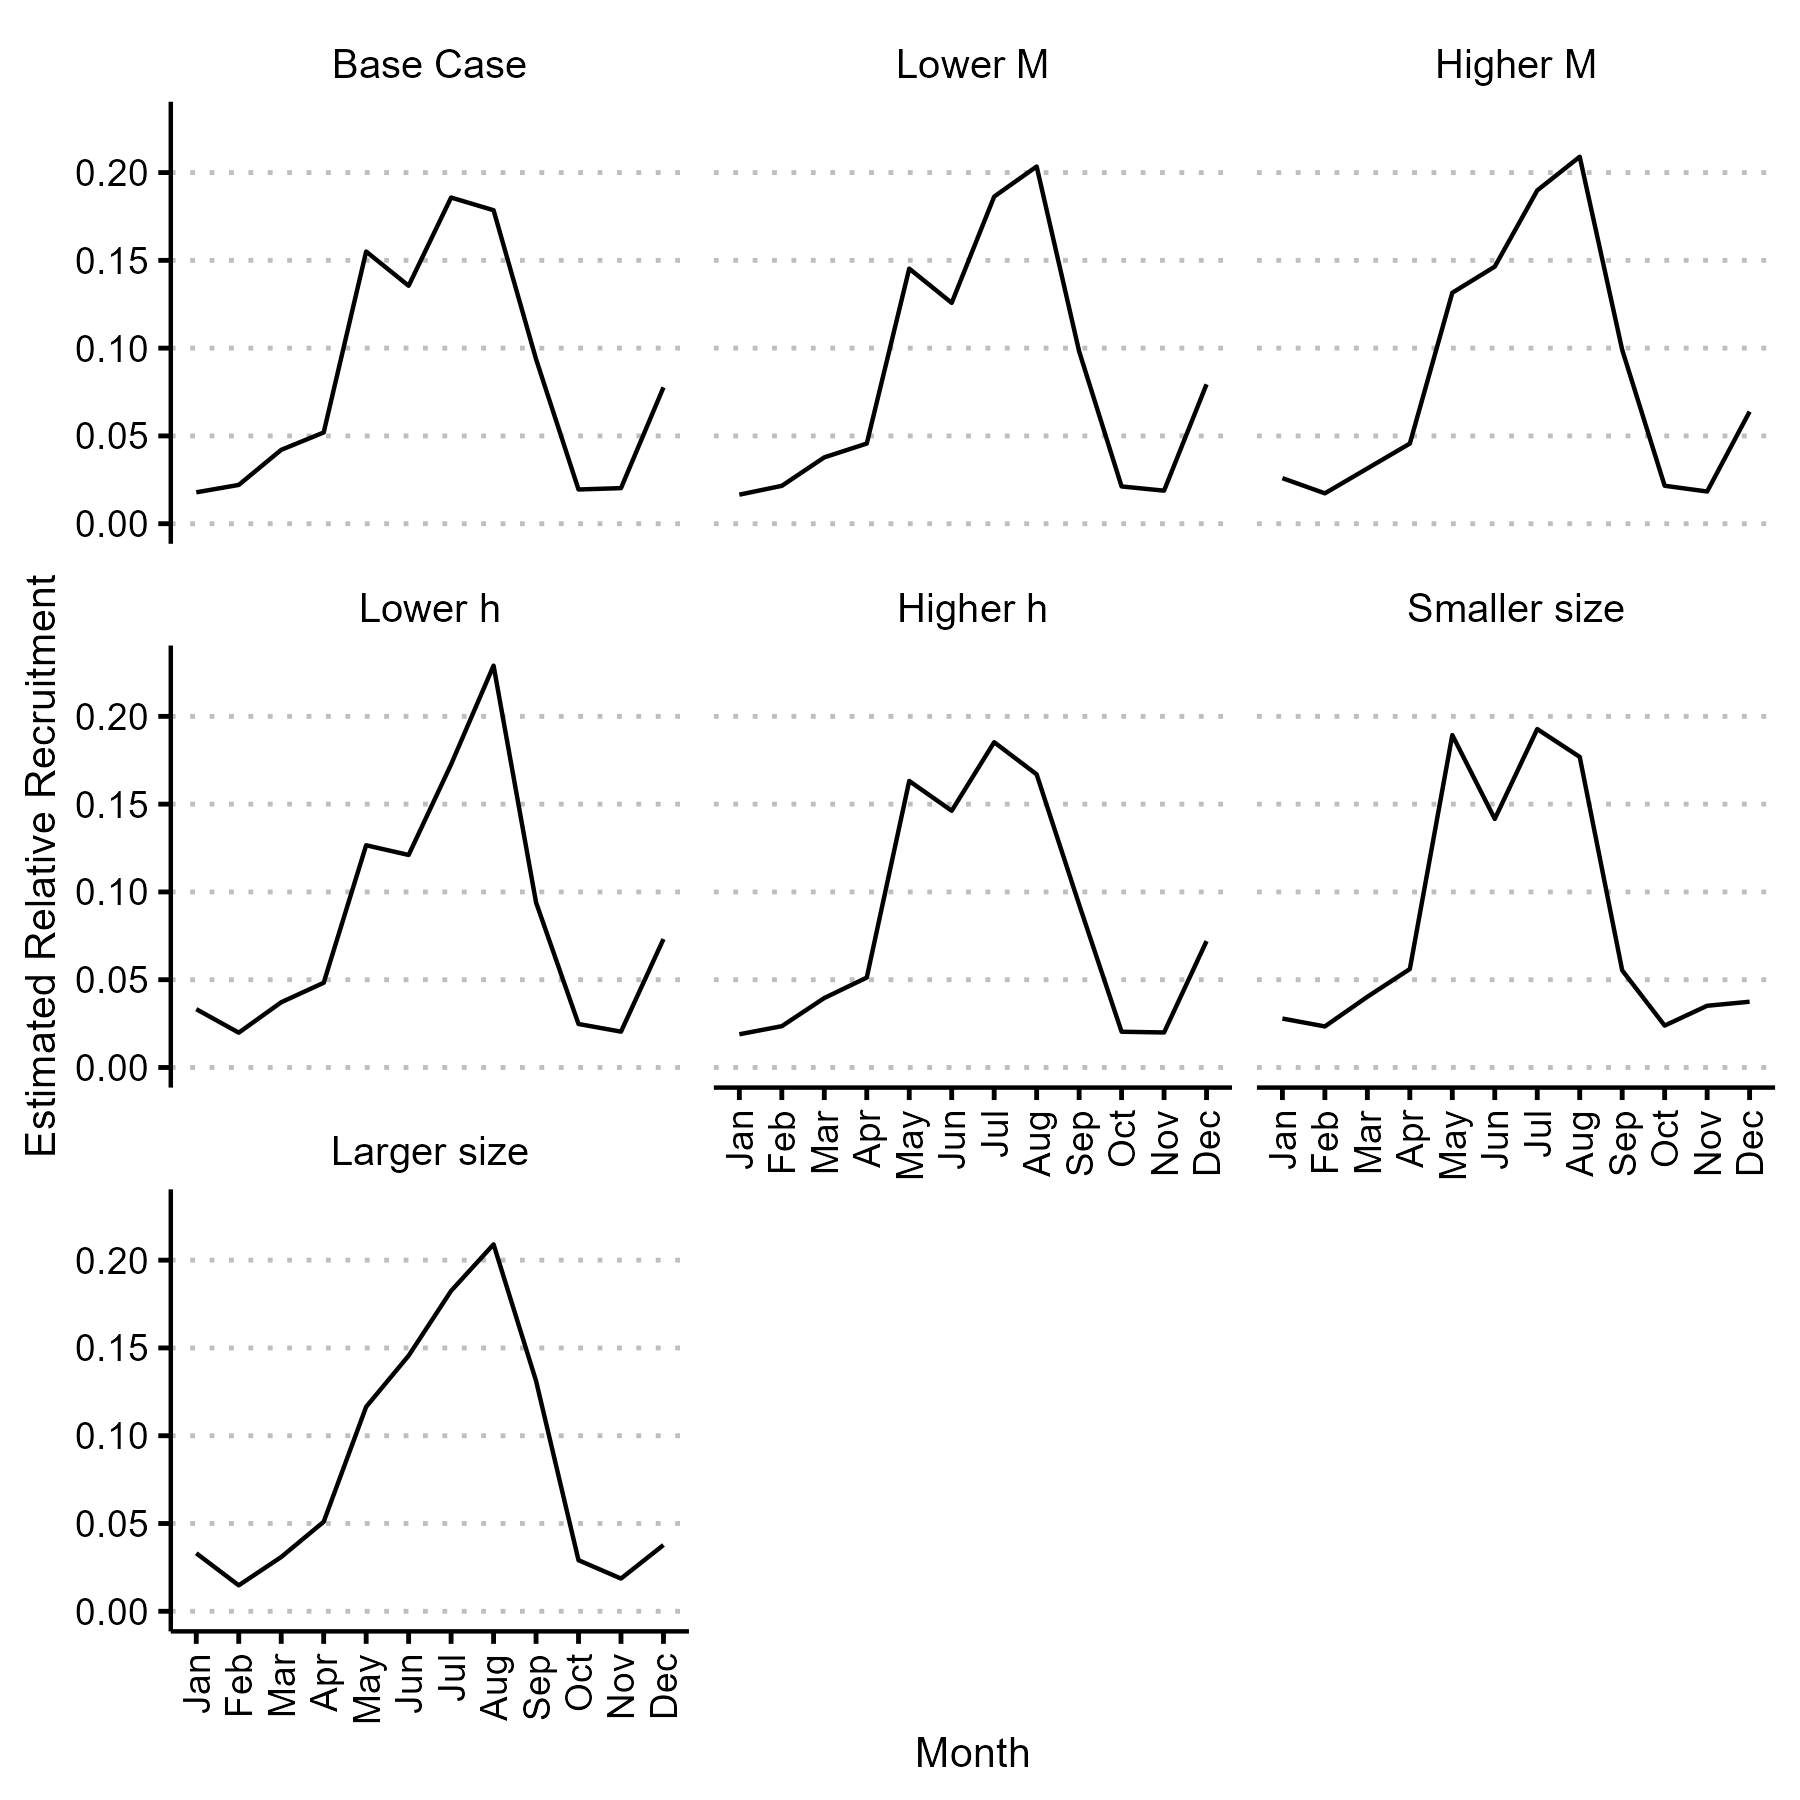 Base Case
Lower M
Higher M
0.20
0.15
0.10
0.05
0.00
Estimated Relative Recruitment
Lower h
Higher h
Smaller size
0.20
0.15
0.10
0.05
0.00
Jan Feb Mar Apr May Jun Jul Aug Sep Oct Nov Dec
Jan Feb Mar Apr May Jun Jul Aug Sep Oct Nov Dec
Larger size
0.20
0.15
0.10
0.05
0.00
Jan Feb Mar Apr May Jun Jul Aug Sep Oct Nov Dec
Month